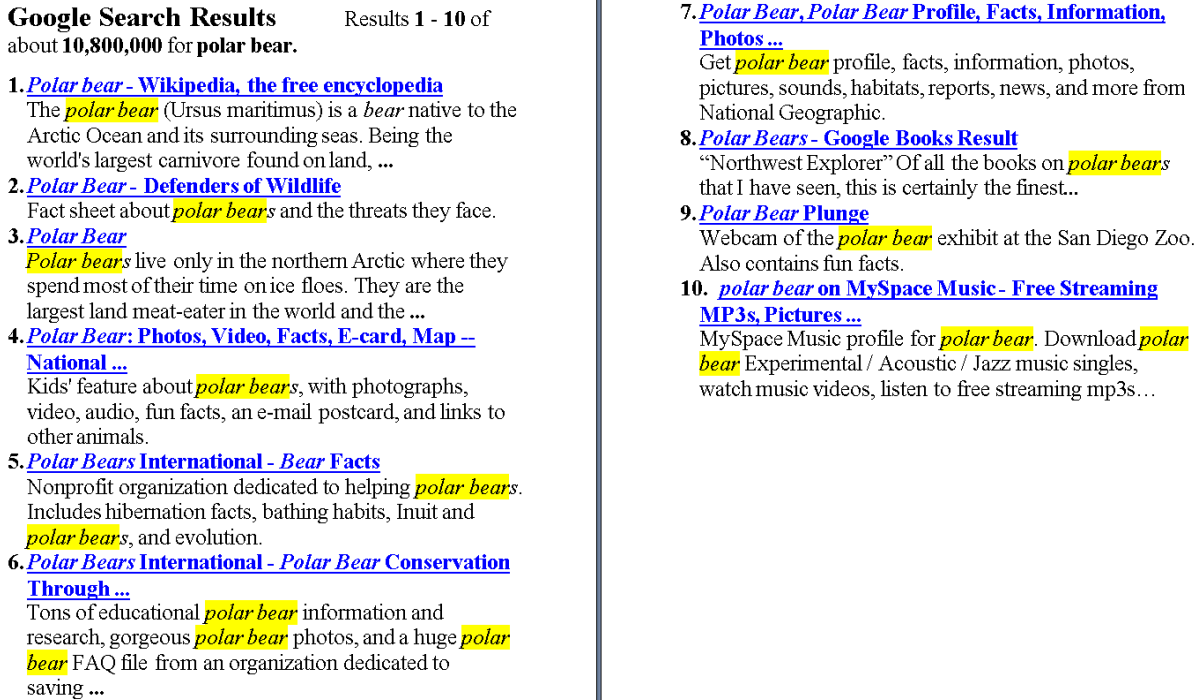 Google Search Results Results 1 - 10 of
about 10,800,000 for polar bear.
1. Polar bear - Wikipedia, the free encyclopedia
The polar bear (Ursus maritimus) is a bear native to the
Arctic Ocean and its surrounding seas. Being the
world's largest carnivore found on land, ...
2. Polar Bear - Defenders of Wildlife
Fact sheet about polar bears and the threats they face.
3. Polar Bear
Polar bears live only in the northern Arctic where they
spend most of their time on ice floes. They are the
largest land meat-eater in the world and the ...
4. Polar Bear: Photos, Video, Facts, E-card, Map --
National ...
Kids' feature about polar bears, with photographs,
video, audio, fun facts, an e-mail postcard, and links to
other animals.
5. Polar Bears International - Bear Facts
Nonprofit organization dedicated to helping polar bears.
Includes hibernation facts, bathing habits, Inuit and
polar bears, and evolution.
6. Polar Bears International - Polar Bear Conservation
Through ...
Tons of educational polar bear information and
research, gorgeous polar bear photos, and a huge polar
bear FAQ file from an organization dedicated to
saving ...
7. Polar Bear, Polar Bear Profile, Facts, Information,
Photos ...
Get polar bear profile, facts, information, photos,
pictures, sounds, habitats, reports, news, and more from
National Geographic.
8. Polar Bears - Google Books Result
“Northwest Explorer” Of all the books on polar bears
that I have seen, this is certainly the finest...
9. Polar Bear Plunge
Webcam of the polar bear exhibit at the San Diego Zoo.
Also contains fun facts.
10. polar bear on MySpace Music - Free Streaming
MP3s, Pictures ...
MySpace Music profile for polar bear. Download polar
bear Experimental / Acoustic / Jazz music singles,
watch music videos, listen to free streaming mp3s…